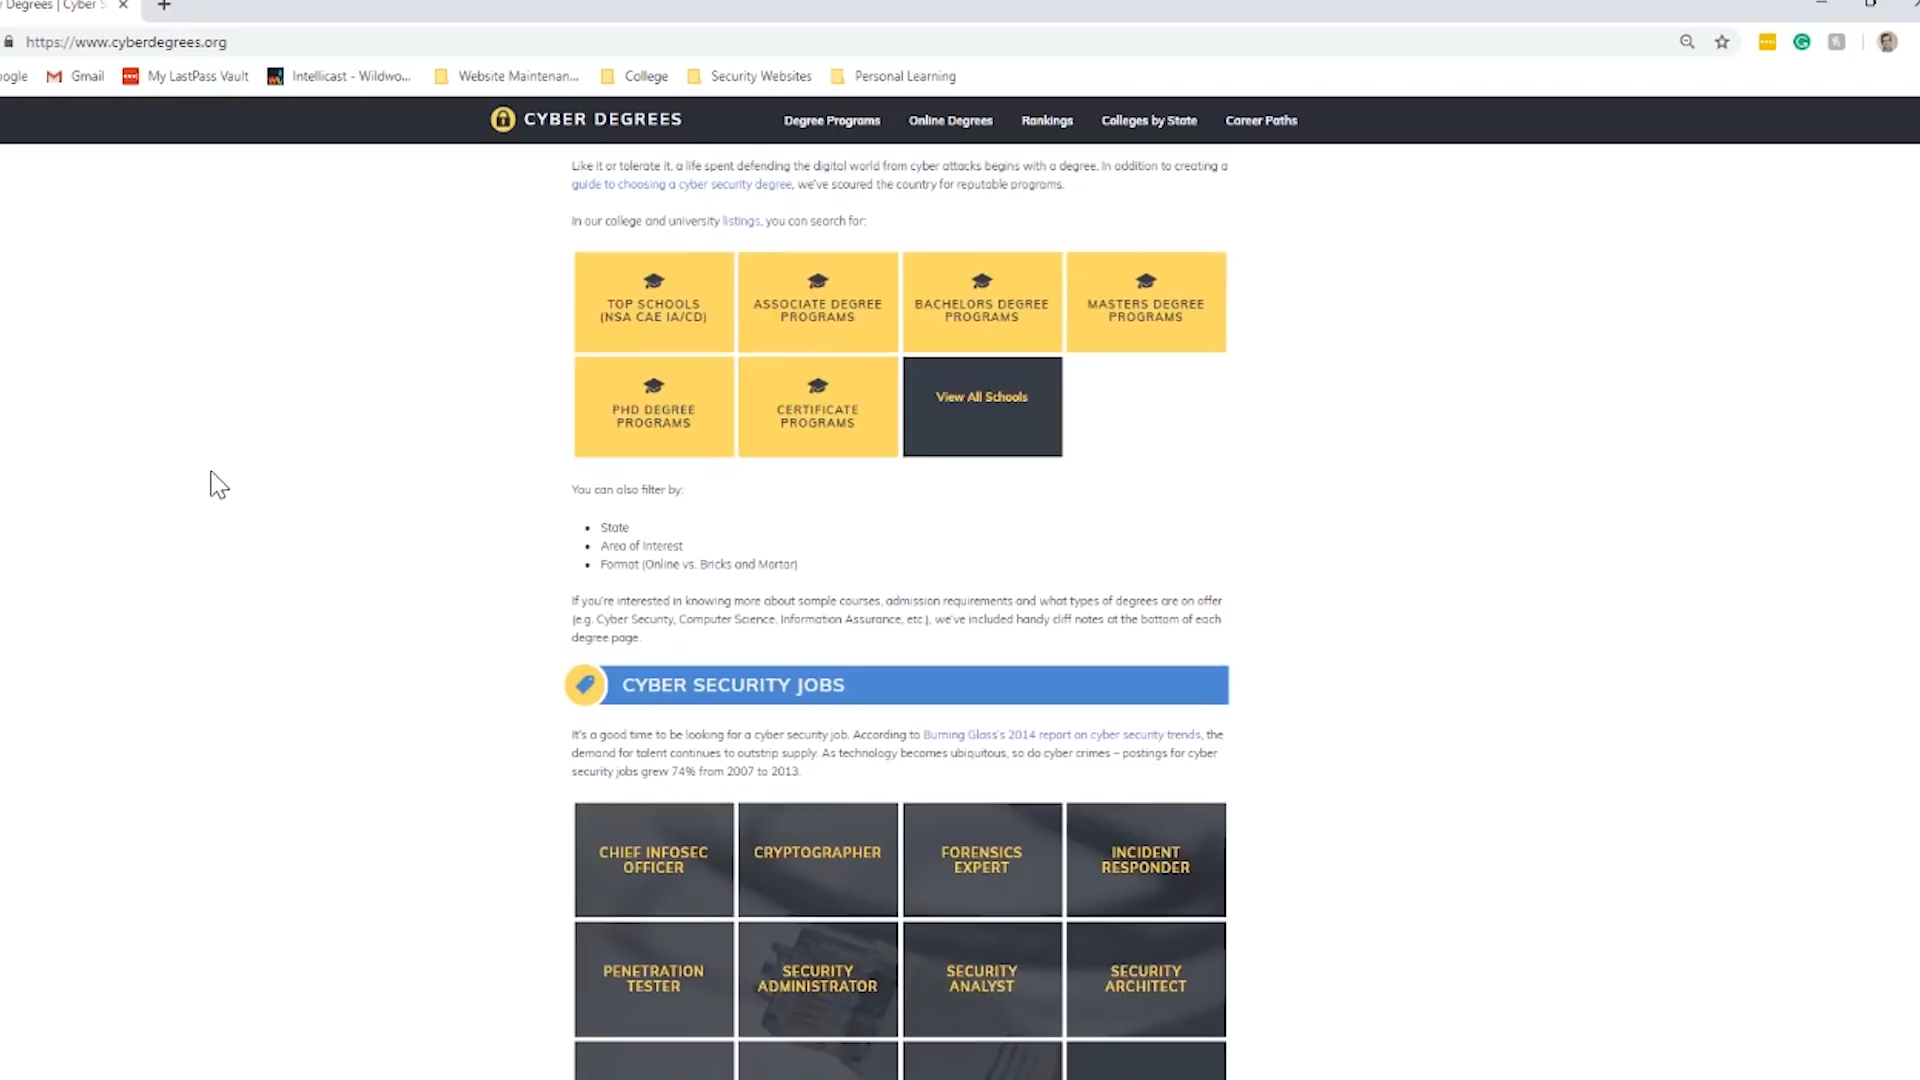 Degrees | Cyber S
https://www.cyberdegrees.org
oogle Gmail My LastPass Vault Intellicast - Wildwo... Website Maintenan... College Security Websites Personal Learning
CYBER DEGREES Degree Programs Online Degrees Rankings Colleges by State Career Paths
Like it or tolerate it, a life spent defending the digital world from cyber attacks begins with a degree. In addition to creating a
guide to choosing a cyber security degree, we've scoured the country for reputable programs.
In our college and university listings, you can search for:
TOP SCHOOLS
(NSA CAE IA/CD)
ASSOCIATE DEGREE
PROGRAMS
BACHELORS DEGREE
PROGRAMS
MASTERS DEGREE
PROGRAMS
PHD DEGREE
PROGRAMS
CERTIFICATE
PROGRAMS
View All Schools
You can also filter by:
• State
• Area of Interest
• Format (Online vs. Bricks and Mortar)
If you're interested in knowing more about sample courses, admission requirements and what types of degrees are on offer
(e.g. Cyber Security, Computer Science, Information Assurance, etc.), we've included handy cliff notes at the bottom of each
degree page.
CYBER SECURITY JOBS
It's a good time to be looking for a cyber security job. According to Burning Glass's 2014 report on cyber security trends, the
demand for talent continues to outstrip supply. As technology becomes ubiquitous, so do cyber crimes – postings for cyber
security jobs grew 74% from 2007 to 2013.
CHIEF INFOSEC
OFFICER
CRYPTOGRAPHER
FORENSICS
EXPERT
INCIDENT
RESPONDER
PENETRATION
TESTER
SECURITY
ADMINISTRATOR
SECURITY
ANALYST
SECURITY
ARCHITECT